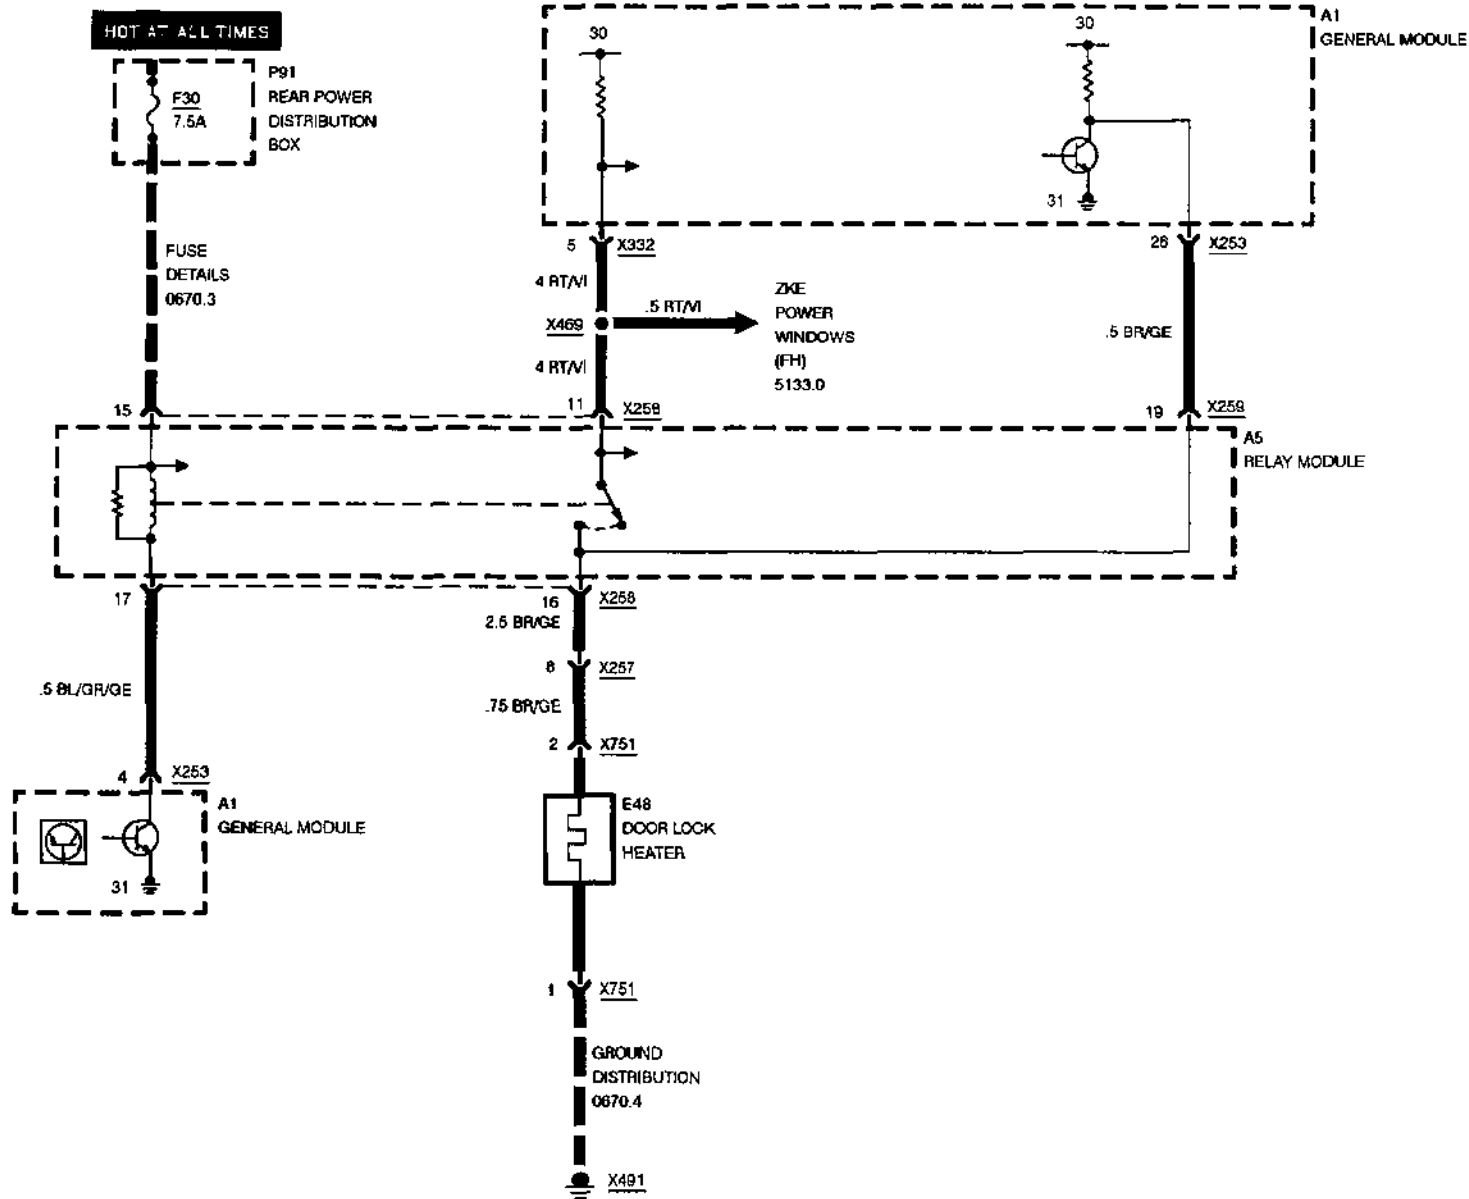 HOT AT ALL TIMES
P91
REAR POWER
DISTRIBUTION
BOX
F30
7.5A
30
30
A1
GENERAL MODULE
31
FUSE
DETAILS
0670.3
5 X332
26 X253
4 RT/VI
.5 RT/VI
ZKE
POWER
WINDOWS
(FH)
5133.0
X469
4 RT/VI
.5 BR/GE
15
11 X258
19 X259
A5
RELAY MODULE
17
16 X258
2.5 BR/GE
8 X257
.5 BL/GR/GE
.75 BR/GE
2 X751
4 X253
A1
GENERAL MODULE
31
E48
DOOR LOCK
HEATER
1 X751
GROUND
DISTRIBUTION
0670.4
X491